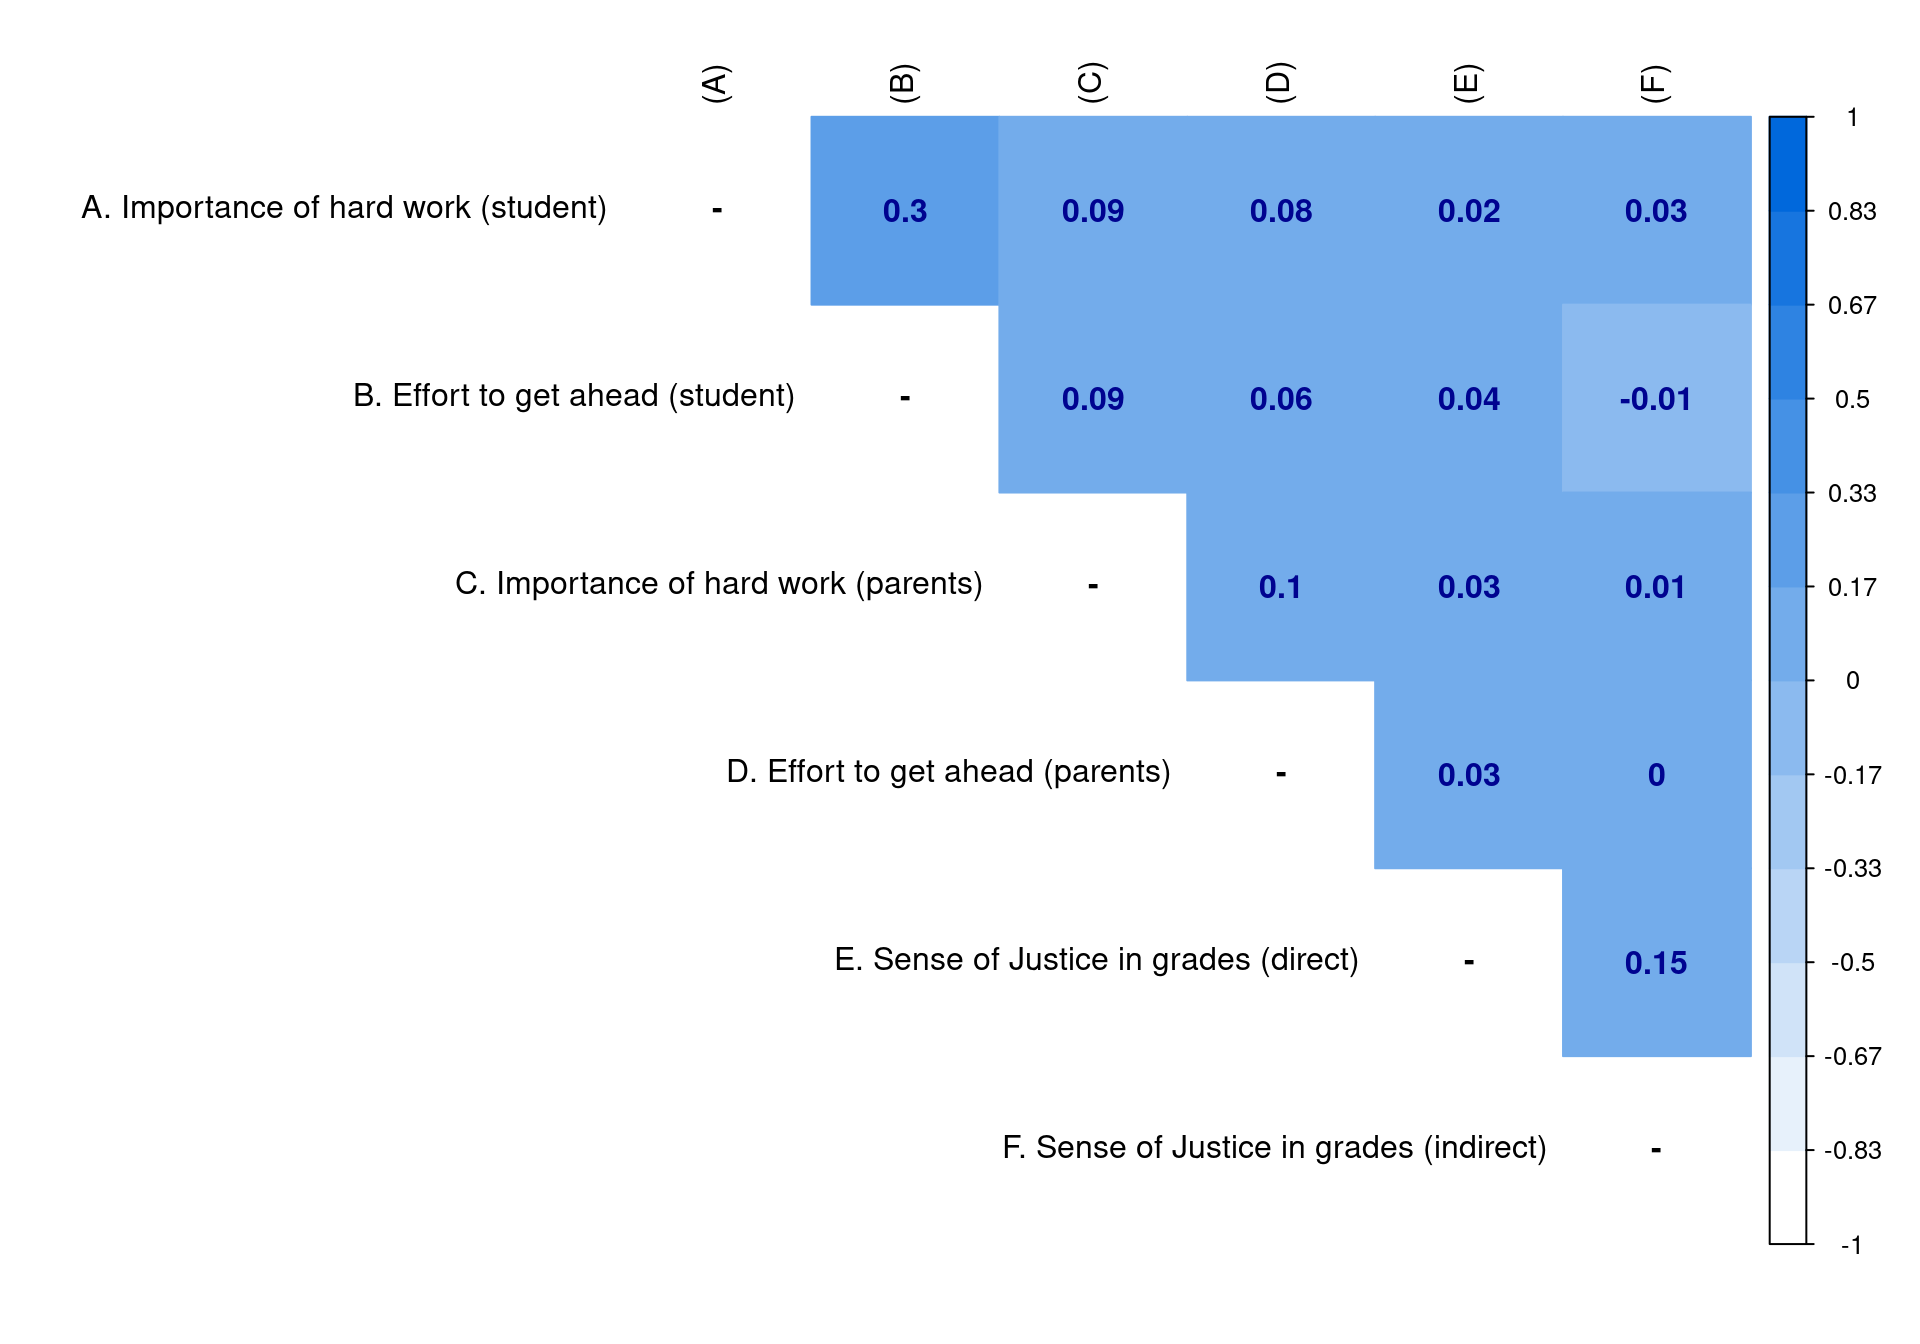 (A) (B) (C) (D) (E) (F)
1
A. Importance of hard work (student) - 0.3 0.09 0.08 0.02 0.03
0.83
0.67
B. Effort to get ahead (student) - 0.09 0.06 0.04 -0.01
0.5
0.33
C. Importance of hard work (parents) - 0.1 0.03 0.01
0.17
0
D. Effort to get ahead (parents) - 0.03 0
-0.17
-0.33
E. Sense of Justice in grades (direct) - 0.15
-0.5
-0.67
F. Sense of Justice in grades (indirect) -
-0.83
-1